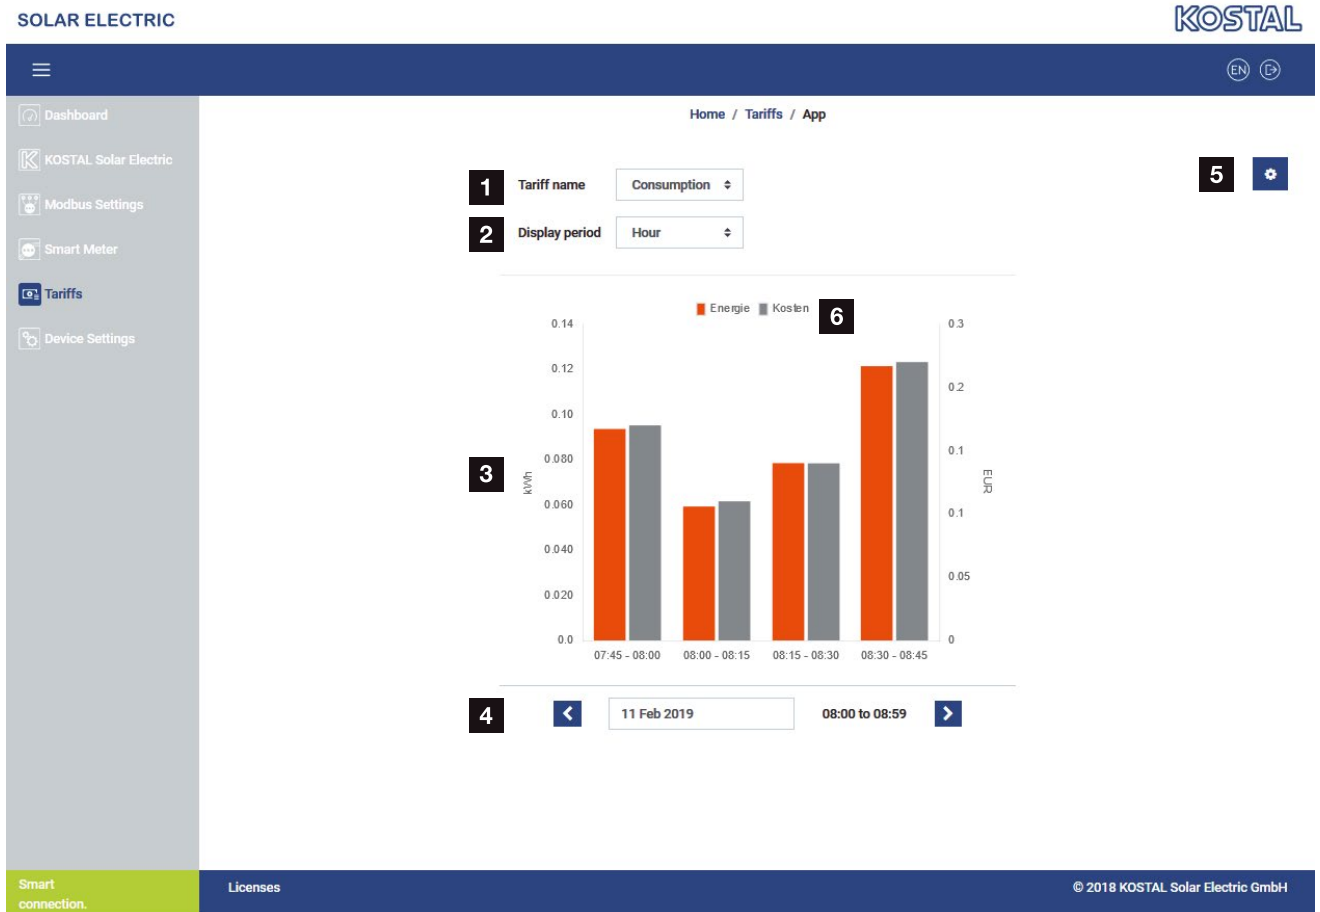 SOLAR ELECTRIC
KOSTAL
EN
Dashboard
KOSTAL Solar Electric
Modbus Settings
Smart Meter
Tariffs
Device Settings
Home / Tariffs / App
1 Tariff name Consumption
5
2 Display period Hour
Energie Kosten 6
0.14
0.12
0.10
0.080
0.060
0.040
0.020
0.0
3
kWh
0.3
0.2
0.1
0.1
0.05
0
EUR
07:45 - 08:00 08:00 - 08:15 08:15 - 08:30 08:30 - 08:45
4 11 Feb 2019 08:00 to 08:59
Smart
connection.
Licenses
© 2018 KOSTAL Solar Electric GmbH